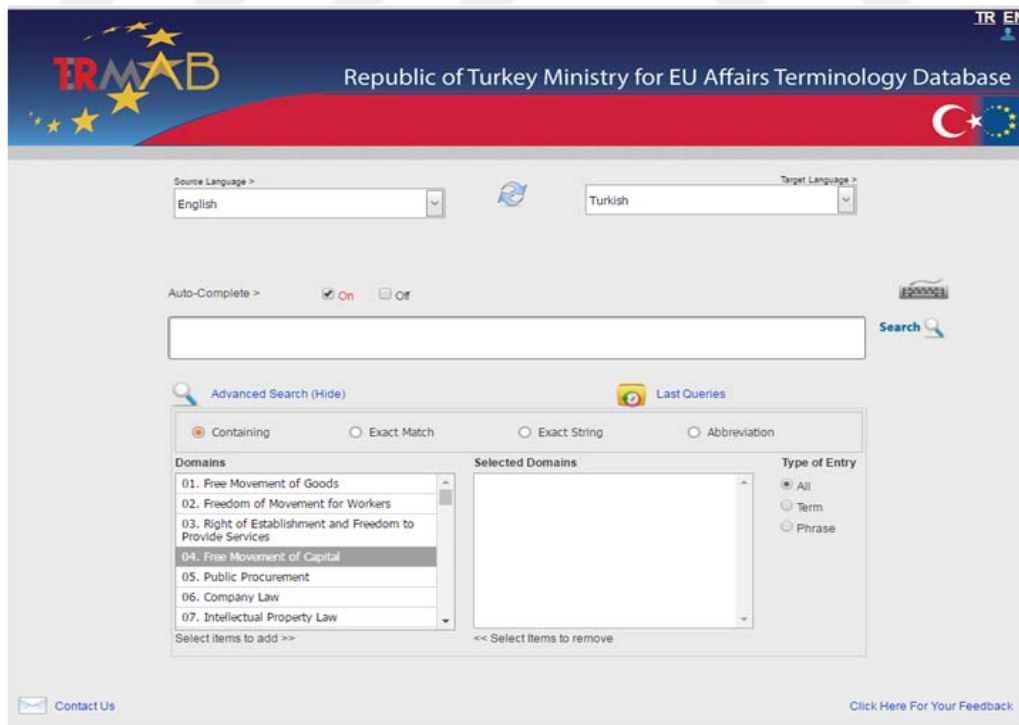 TR EN
TERMAB
Republic of Turkey Ministry for EU Affairs Terminology Database
Source Language >
Target Language >
English
Turkish
Auto-Complete >
On
Off
Search
Advanced Search (Hide)
Last Queries
Containing
Exact Match
Exact String
Abbreviation
Domains
Selected Domains
Type of Entry
01. Free Movement of Goods
02. Freedom of Movement for Workers
03. Right of Establishment and Freedom to
Provide Services
04. Free Movement of Capital
05. Public Procurement
06. Company Law
07. Intellectual Property Law
All
Term
Phrase
Select items to add >>
<< Select Items to remove
Contact Us
Click Here For Your Feedback